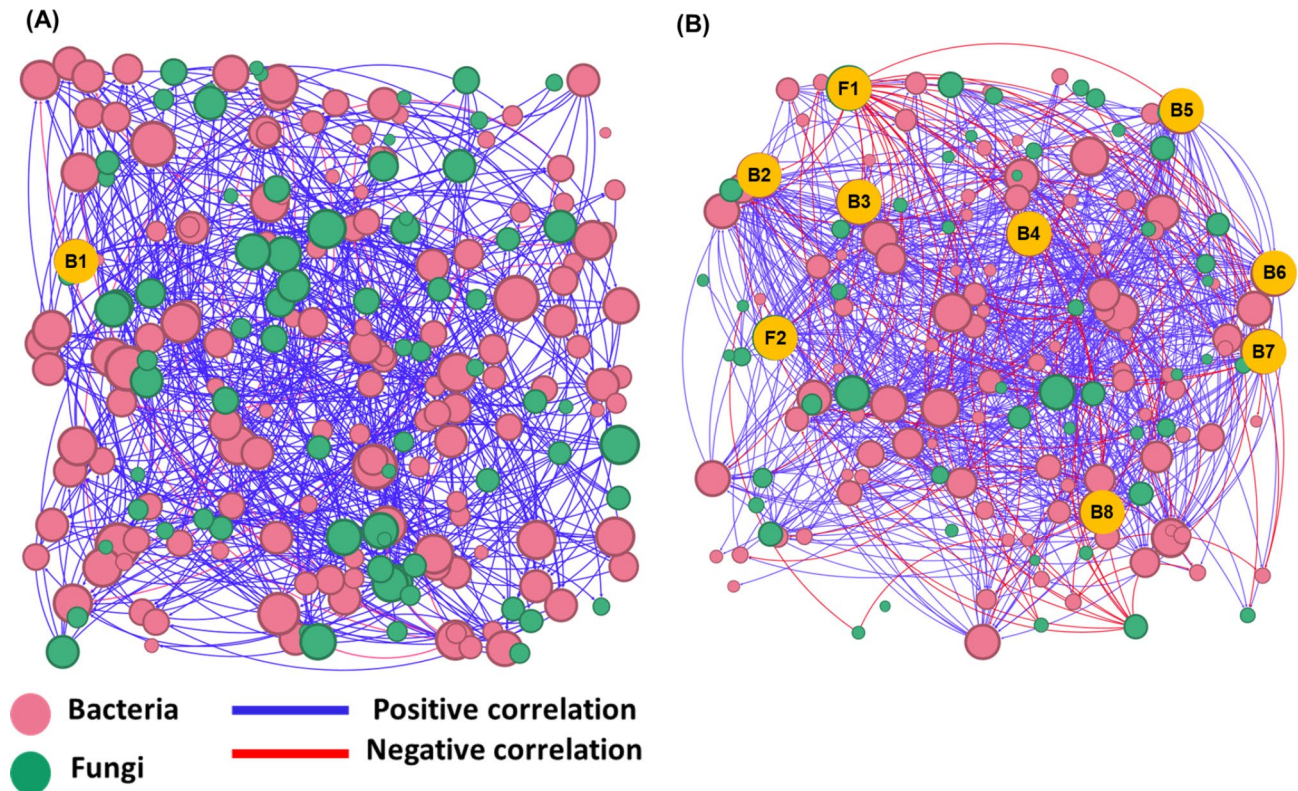 (A)
(B)
B1
F1
B5
B2
B3
B4
B6
F2
B7
B8
Bacteria
Positive correlation
Fungi
Negative correlation